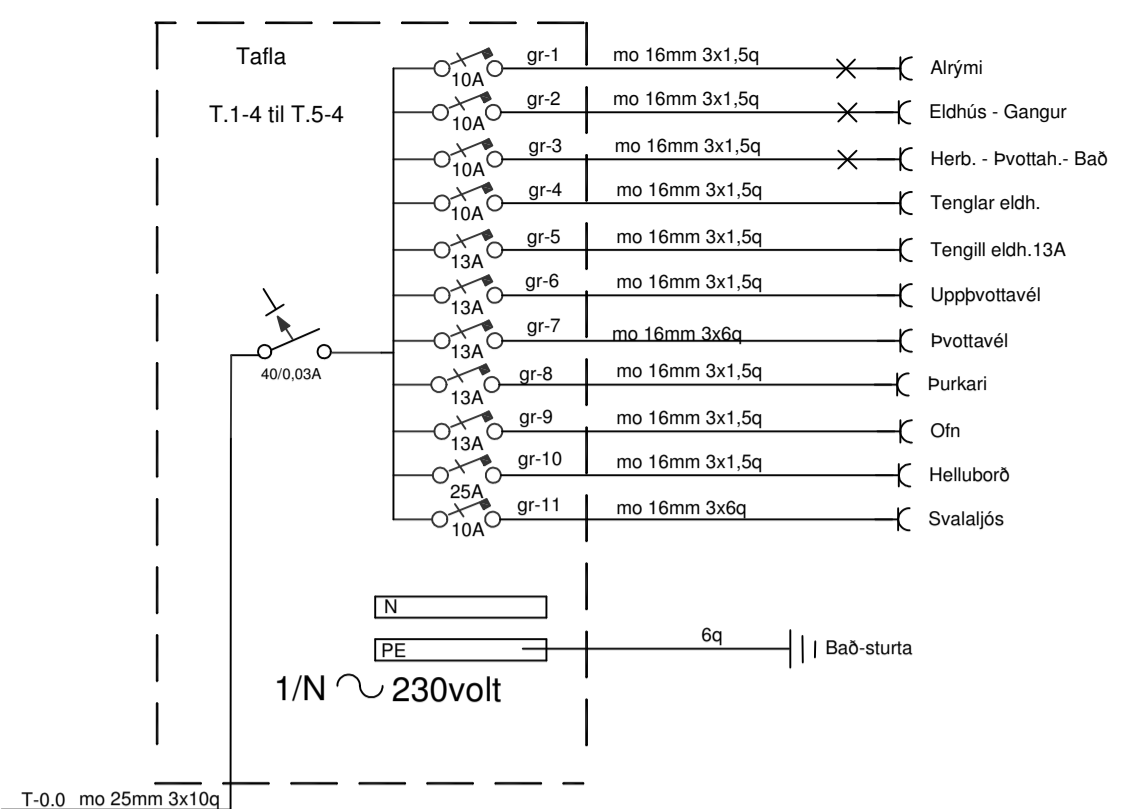 Tafla
T.1-4 til T.5-4
gr-1 mo 16mm 3x1,5q Alrými
10A
gr-2 mo 16mm 3x1,5q Eldhús - Gangur
10A
gr-3 mo 16mm 3x1,5q Herb. - Þvottah.- Bað
10A
gr-4 mo 16mm 3x1,5q Tenglar eldh.
10A
gr-5 mo 16mm 3x1,5q Tengill eldh.13A
13A
gr-6 mo 16mm 3x1,5q Uppþvottavél
13A
gr-7 mo 16mm 3x6q Þvottavél
13A
gr-8 mo 16mm 3x1,5q Þurkari
13A
gr-9 mo 16mm 3x1,5q Ofn
13A
gr-10 mo 16mm 3x1,5q Helluborð
25A
gr-11 mo 16mm 3x6q Svalaljós
10A
40/0,03A
N
PE 6q Bað-sturta
1/N 230volt
T-0.0 mo 25mm 3x10q